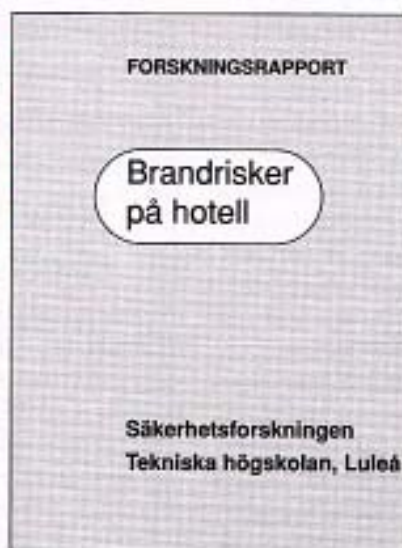 FORSKNINGSRAPPORT
Brandrisker
på hotell
Säkerhetsforskningen
Tekniska högskolan, Luleå